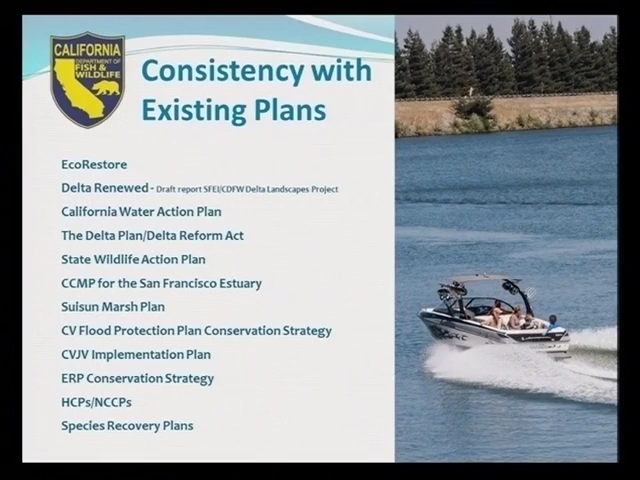 CALIFORNIA
DEPARTMENT OF
FISH &
WILDLIFE
Consistency with
Existing Plans
EcoRestore
Delta Renewed - Draft report SFEI/CDFW Delta Landscapes Project
California Water Action Plan
The Delta Plan/Delta Reform Act
State Wildlife Action Plan
CCMP for the San Francisco Estuary
Suisun Marsh Plan
CV Flood Protection Plan Conservation Strategy
CVJV Implementation Plan
ERP Conservation Strategy
HCPs/NCCPs
Species Recovery Plans